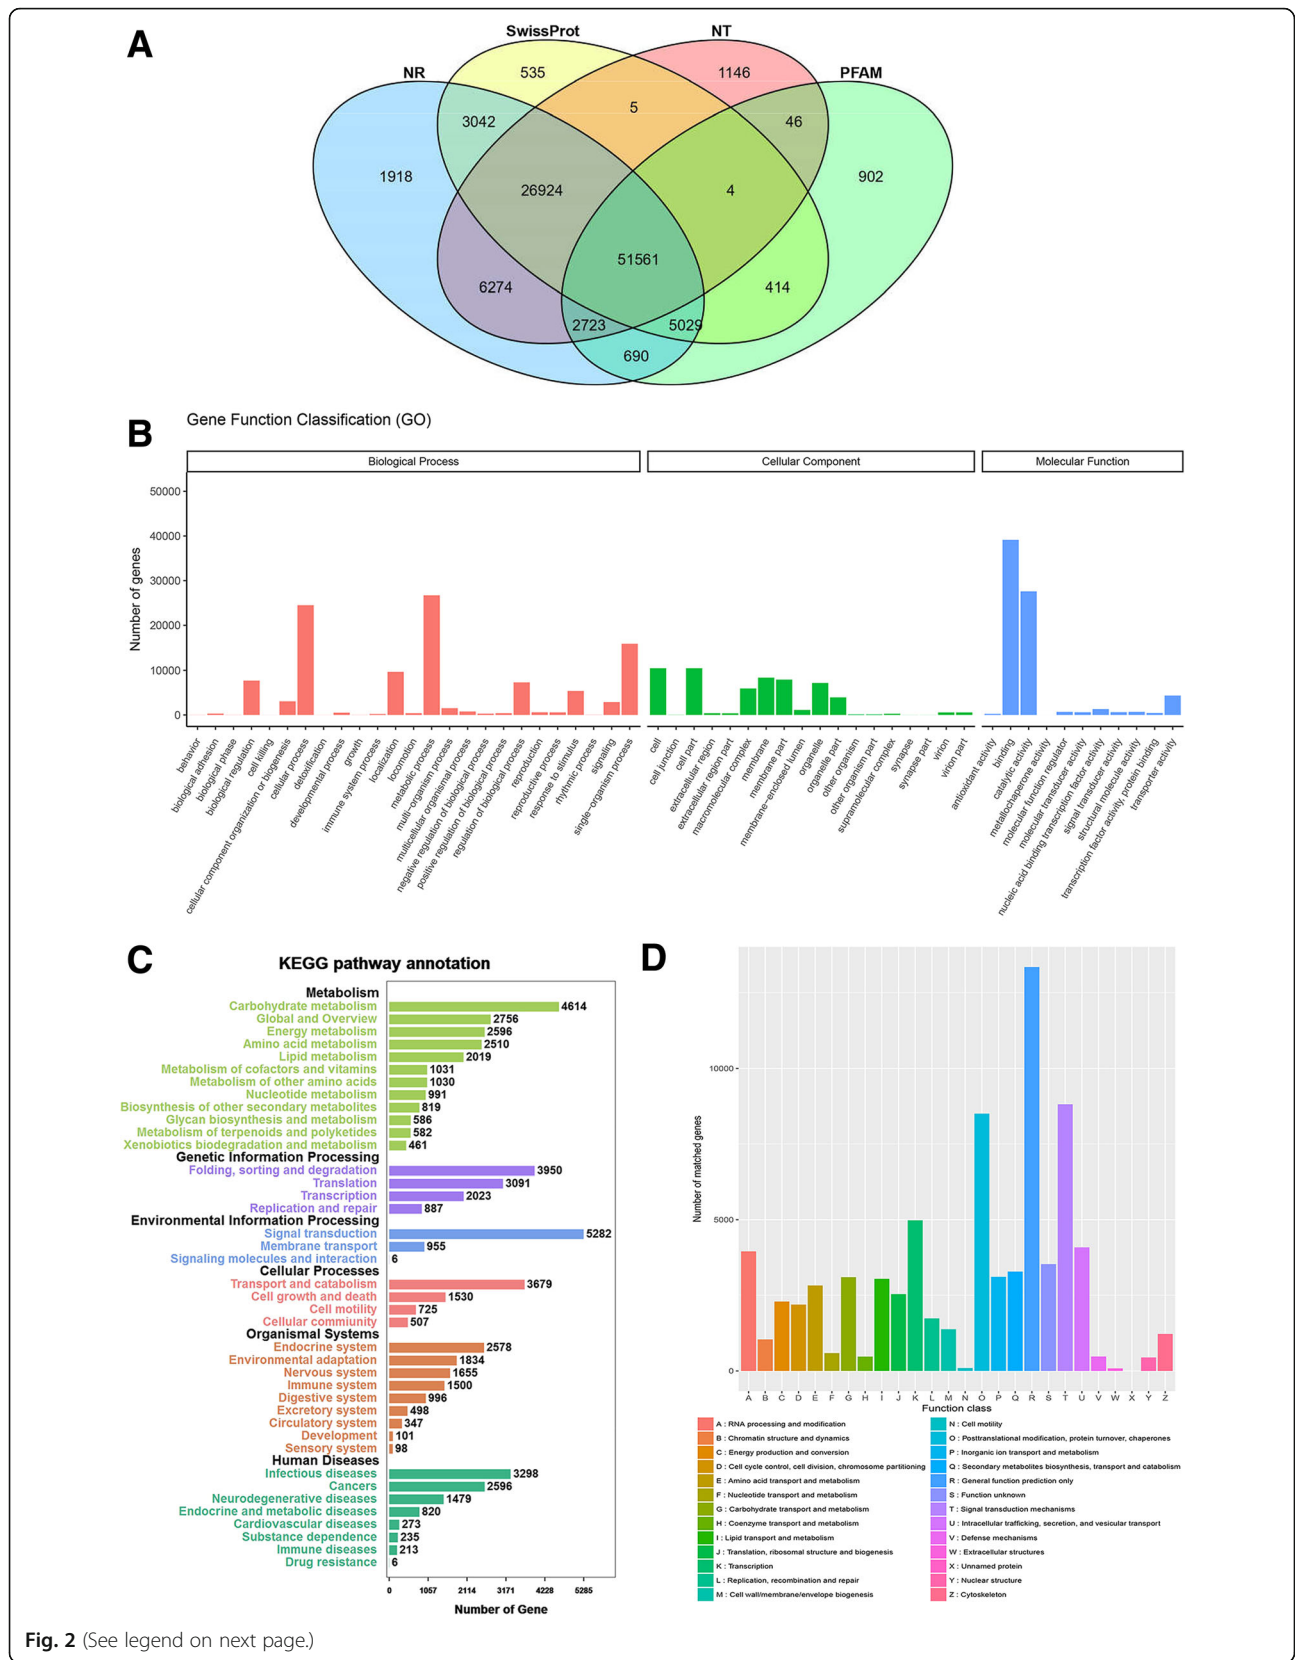 A
SwissProt
NT
NR
PFAM
535
1146
5
3042
46
1918
26924
4
902
51561
6274
414
2723
5029
690
B
Gene Function Classification (GO)
Biological Process
Cellular Component
Molecular Function
Number of genes
50000
40000
30000
20000
10000
0
behavior
biological adhesion
biological phase
biological regulation
cell killing
cellular component organization or biogenesis
cellular process
detoxification
developmental process
growth
immune system process
localization
locomotion
metabolic process
multi-organism process
multicellular organismal process
negative regulation of biological process
positive regulation of biological process
regulation of biological process
reproduction
reproductive process
response to stimulus
rhythmic process
signaling
single-organism process
cell
cell junction
cell part
extracellular region
extracellular region part
macromolecular complex
membrane
membrane part
membrane-enclosed lumen
organelle
organelle part
other organism
other organism part
supramolecular complex
synapse
synapse part
virion
virion part
antioxidant activity
binding
catalytic activity
metallochaperone activity
molecular function regulator
molecular transducer activity
nucleic acid binding transcription factor activity
signal transducer activity
structural molecule activity
transcription factor activity, protein binding
transporter activity
C
KEGG pathway annotation
Metabolism
Carbohydrate metabolism 4614
Global and Overview 2756
Energy metabolism 2596
Amino acid metabolism 2510
Lipid metabolism 2019
Metabolism of cofactors and vitamins 1031
Metabolism of other amino acids 1030
Nucleotide metabolism 991
Biosynthesis of other secondary metabolites 819
Glycan biosynthesis and metabolism 586
Metabolism of terpenoids and polyketides 582
Xenobiotics biodegradation and metabolism 461
Genetic Information Processing
Folding, sorting and degradation 3950
Translation 3091
Transcription 2023
Replication and repair 887
Environmental Information Processing
Signal transduction 5282
Membrane transport 955
Signaling molecules and interaction 6
Cellular Processes
Transport and catabolism 3679
Cell growth and death 1530
Cell motility 725
Cellular commiunity 507
Organismal Systems
Endocrine system 2578
Environmental adaptation 1834
Nervous system 1655
Immune system 1500
Digestive system 996
Excretory system 498
Circulatory system 347
Development 101
Sensory system 98
Human Diseases
Infectious diseases 3298
Cancers 2596
Neurodegenerative diseases 1479
Endocrine and metabolic diseases 820
Cardiovascular diseases 273
Substance dependence 235
Immune diseases 213
Drug resistance 6
0 1057 2114 3171 4228 5285
Number of Gene
D
Number of matched genes
10000
5000
0
A B C D E F G H I J K L M N O P Q R S T U V W X Y Z
Function class
A : RNA processing and modification
B : Chromatin structure and dynamics
C : Energy production and conversion
D : Cell cycle control, cell division, chromosome partitioning
E : Amino acid transport and metabolism
F : Nucleotide transport and metabolism
G : Carbohydrate transport and metabolism
H : Coenzyme transport and metabolism
I : Lipid transport and metabolism
J : Translation, ribosomal structure and biogenesis
K : Transcription
L : Replication, recombination and repair
M : Cell wall/membrane/envelope biogenesis
N : Cell motility
O : Posttranslational modification, protein turnover, chaperones
P : Inorganic ion transport and metabolism
Q : Secondary metabolites biosynthesis, transport and catabolism
R : General function prediction only
S : Function unknown
T : Signal transduction mechanisms
U : Intracellular trafficking, secretion, and vesicular transport
V : Defense mechanisms
W : Extracellular structures
X : Unnamed protein
Y : Nuclear structure
Z : Cytoskeleton
Fig. 2 (See legend on next page.)